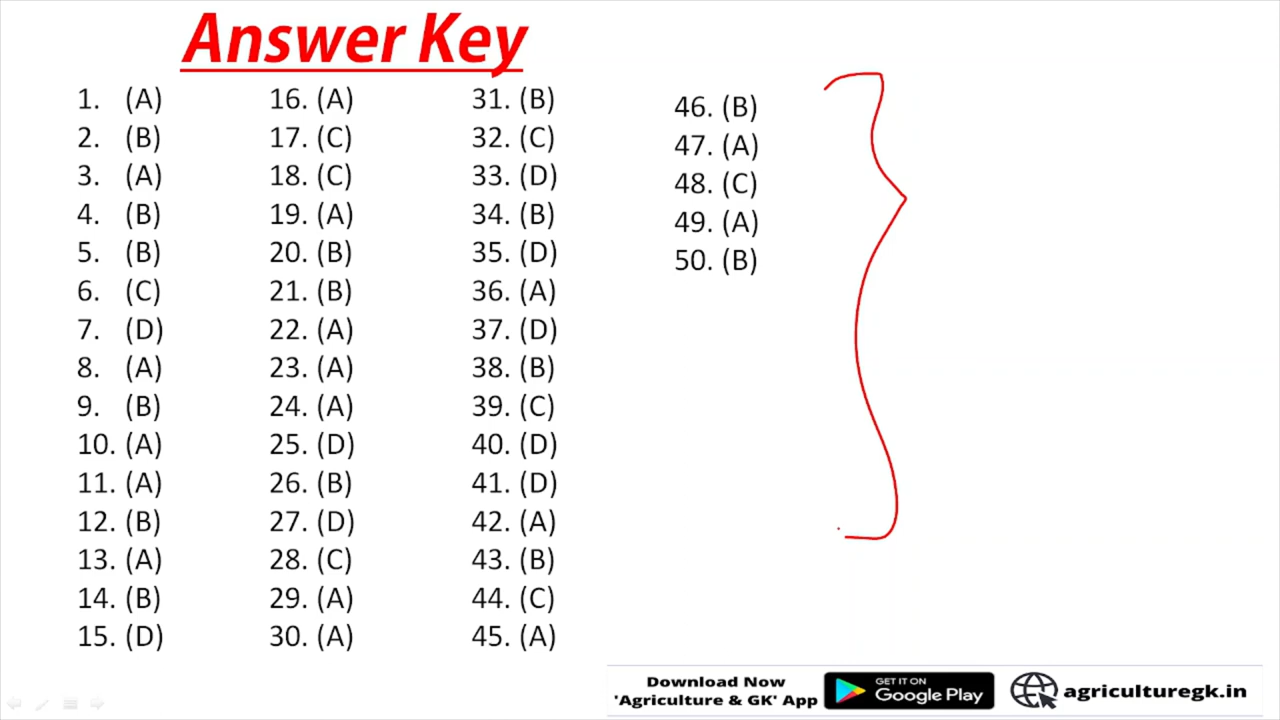 Answer Key
1. (A)
2. (B)
3. (A)
4. (B)
5. (B)
6. (C)
7. (D)
8. (A)
9. (B)
10. (A)
11. (A)
12. (B)
13. (A)
14. (B)
15. (D)
16. (A)
17. (C)
18. (C)
19. (A)
20. (B)
21. (B)
22. (A)
23. (A)
24. (A)
25. (D)
26. (B)
27. (D)
28. (C)
29. (A)
30. (A)
31. (B)
32. (C)
33. (D)
34. (B)
35. (D)
36. (A)
37. (D)
38. (B)
39. (C)
40. (D)
41. (D)
42. (A)
43. (B)
44. (C)
45. (A)
46. (B)
47. (A)
48. (C)
49. (A)
50. (B)
Download Now
'Agriculture & GK' App
GET IT ON
Google Play
agriculturegk.in